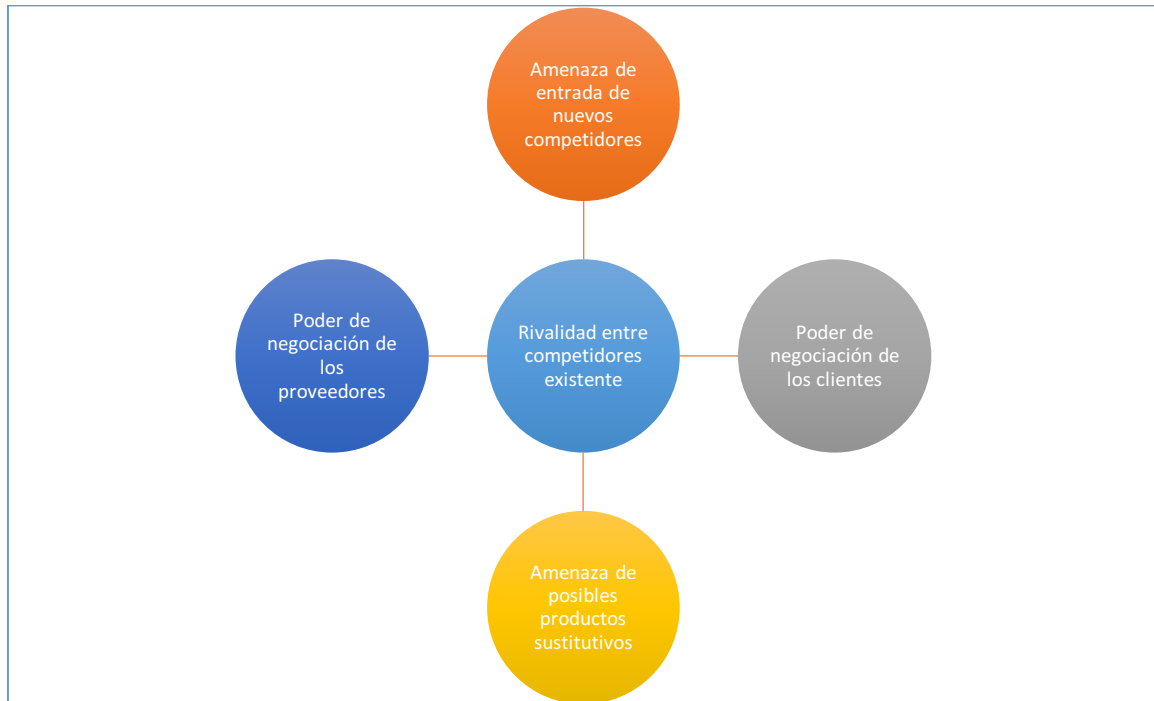 Amenaza de
entrada de
nuevos
competidores
Poder de
negociación de
los
proveedores
Rivalidad entre
competidores
existente
Poder de
negociación de
los clientes
Amenaza de
posibles
productos
sustitutivos